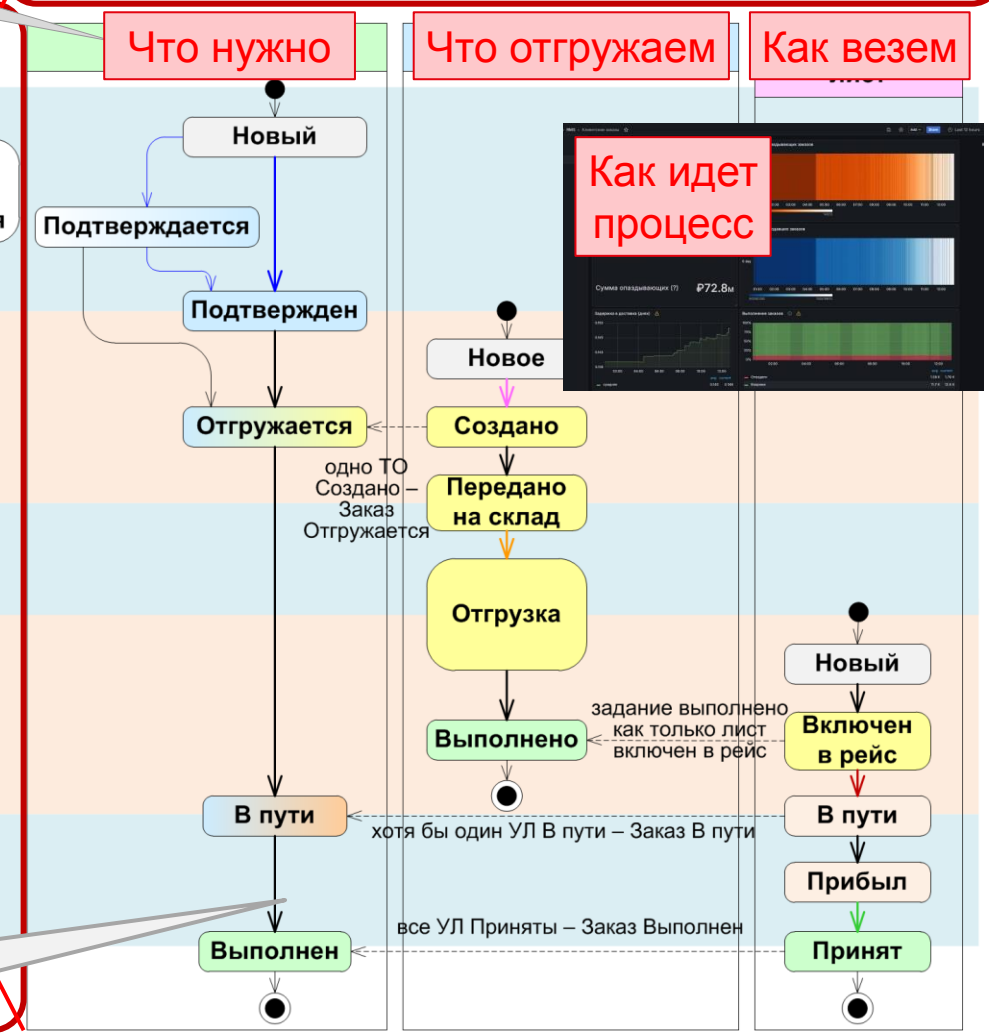 Что нужно
Что отгружаем
Как везем
Новый
Подтверждается
Подтвержден
Отгружается
В пути
Выполнен
Новое
Создано
одно ТО
Создано –
Заказ
Отгружается
Передано
на склад
Отгрузка
Выполнено
задание выполнено
как только лист
включен в рейс
хотя бы один УЛ В пути – Заказ В пути
все УЛ Приняты – Заказ Выполнен
Как идет
процесс
Сумма опаздывающих (?)
₽72.8м
Новый
Включен
в рейс
В пути
Прибыл
Принят